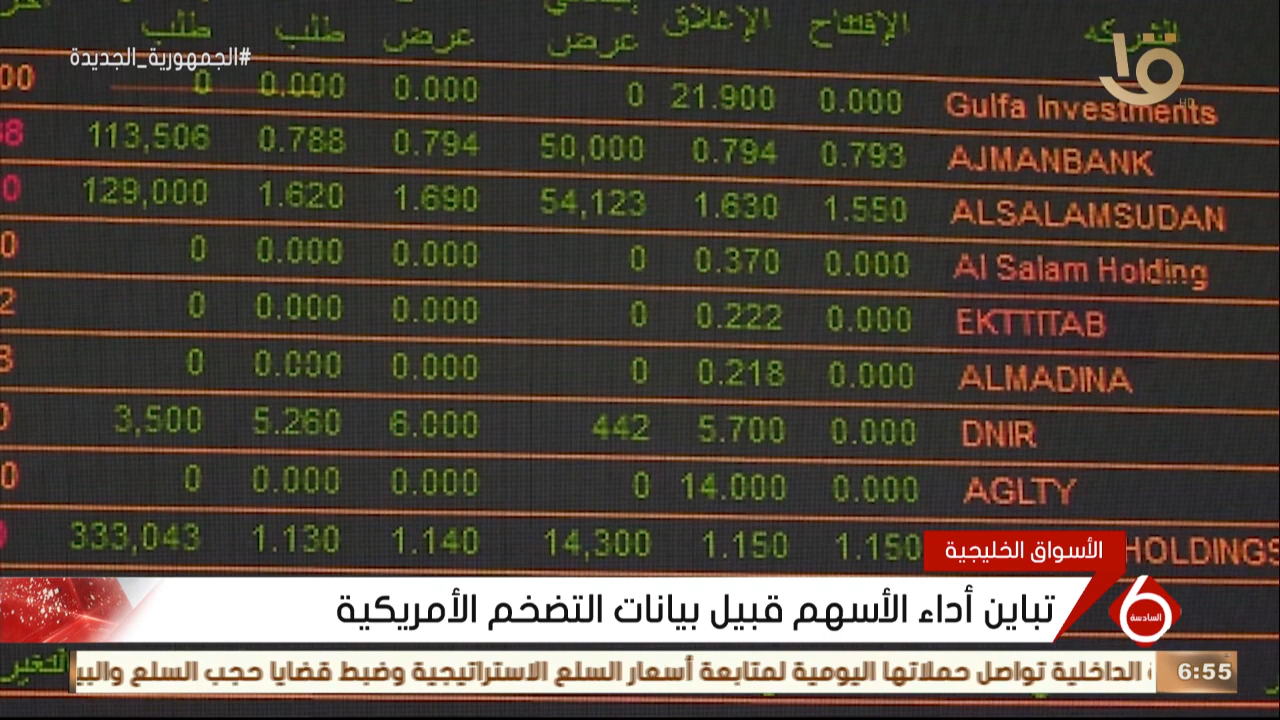 #الجمهورية_الجديدة
HD
الشركه الإفتتاح الإغلاق عرض عرض طلب طلب
Gulfa Investments 0.000 21.900 0 0.000 0.000 0 00
AJMANBANK 0.793 0.794 50,000 0.794 0.788 113,506
ALSALAMSUDAN 1.550 1.630 54,123 1.690 1.620 129,000 0
Al Salam Holding 0.000 0.370 0 0.000 0.000 0 0
EKTTITAB 0.000 0.222 0 0.000 0.000 0 2
ALMADINA 0.000 0.218 0 0.000 0.000 0 3
DNIR 0.000 5.700 442 6.000 5.260 3,500
AGLTY 0.000 14.000 0 0.000 0.000 0 0
HOLDINGS 1.150 1.150 14,300 1.140 1.130 333,043
الأسواق الخليجية
السادسة
تباين أداء الأسهم قبيل بيانات التضخم الأمريكية
6:55
الداخلية تواصل حملاتها اليومية لمتابعة أسعار السلع الاستراتيجية وضبط قضايا حجب السلع